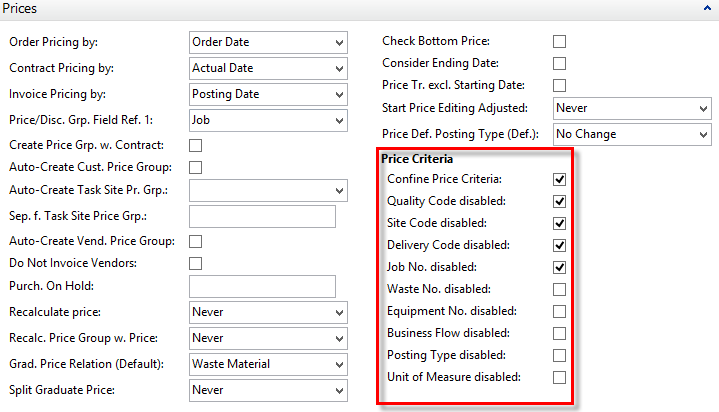 Prices
Order Pricing by: Order Date
Contract Pricing by: Actual Date
Invoice Pricing by: Posting Date
Price/Disc. Grp. Field Ref. 1: Job
Create Price Grp. w. Contract:
Auto-Create Cust. Price Group:
Auto-Create Task Site Pr. Grp.:
Sep. f. Task Site Price Grp.:
Auto-Create Vend. Price Group:
Do Not Invoice Vendors:
Purch. On Hold:
Recalculate price: Never
Recalc. Price Group w. Price: Never
Grad. Price Relation (Default): Waste Material
Split Graduate Price: Never
Check Bottom Price:
Consider Ending Date:
Price Tr. excl. Starting Date:
Start Price Editing Adjusted: Never
Price Def. Posting Type (Def.): No Change
Price Criteria
Confine Price Criteria:
Quality Code disabled:
Site Code disabled:
Delivery Code disabled:
Job No. disabled:
Waste No. disabled:
Equipment No. disabled:
Business Flow disabled:
Posting Type disabled:
Unit of Measure disabled: